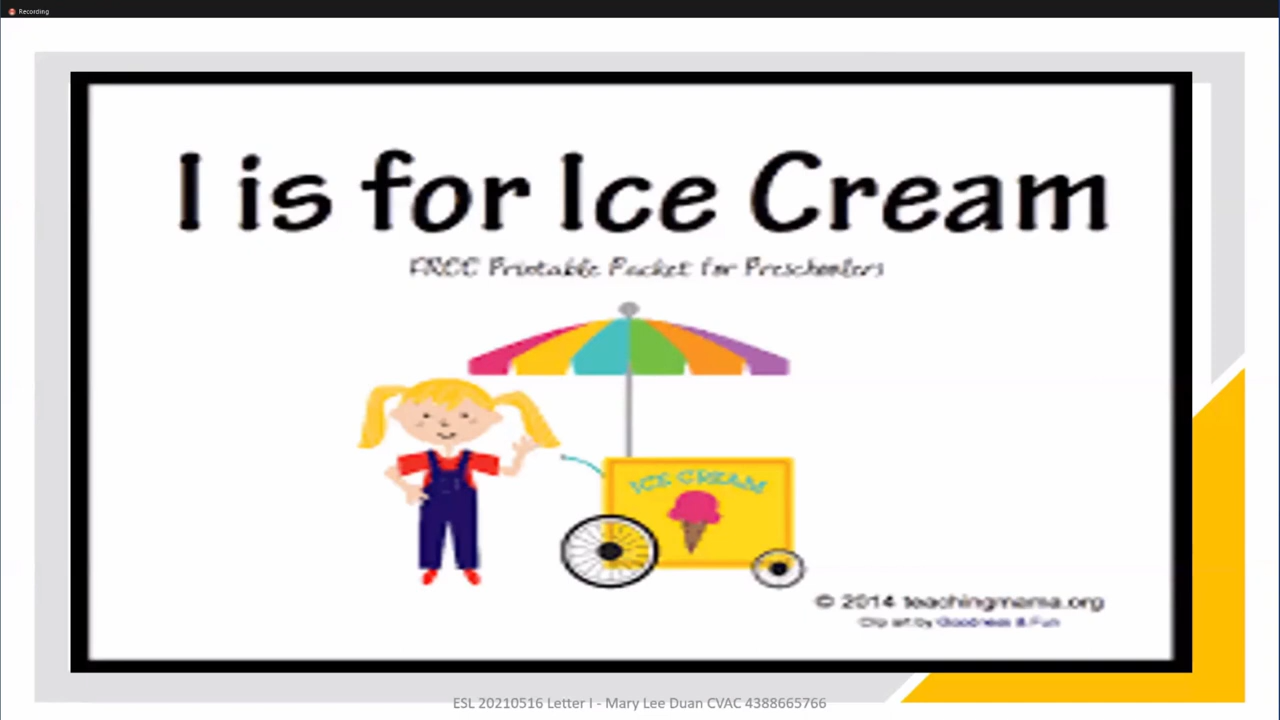 Recording
I is for Ice Cream
FREE Printable Packet for Preschoolers
ICE CREAM
© 2014 teachingmama.org
Clip art by Goodness & Fun
ESL 20210516 Letter I - Mary Lee Duan CVAC 4388665766